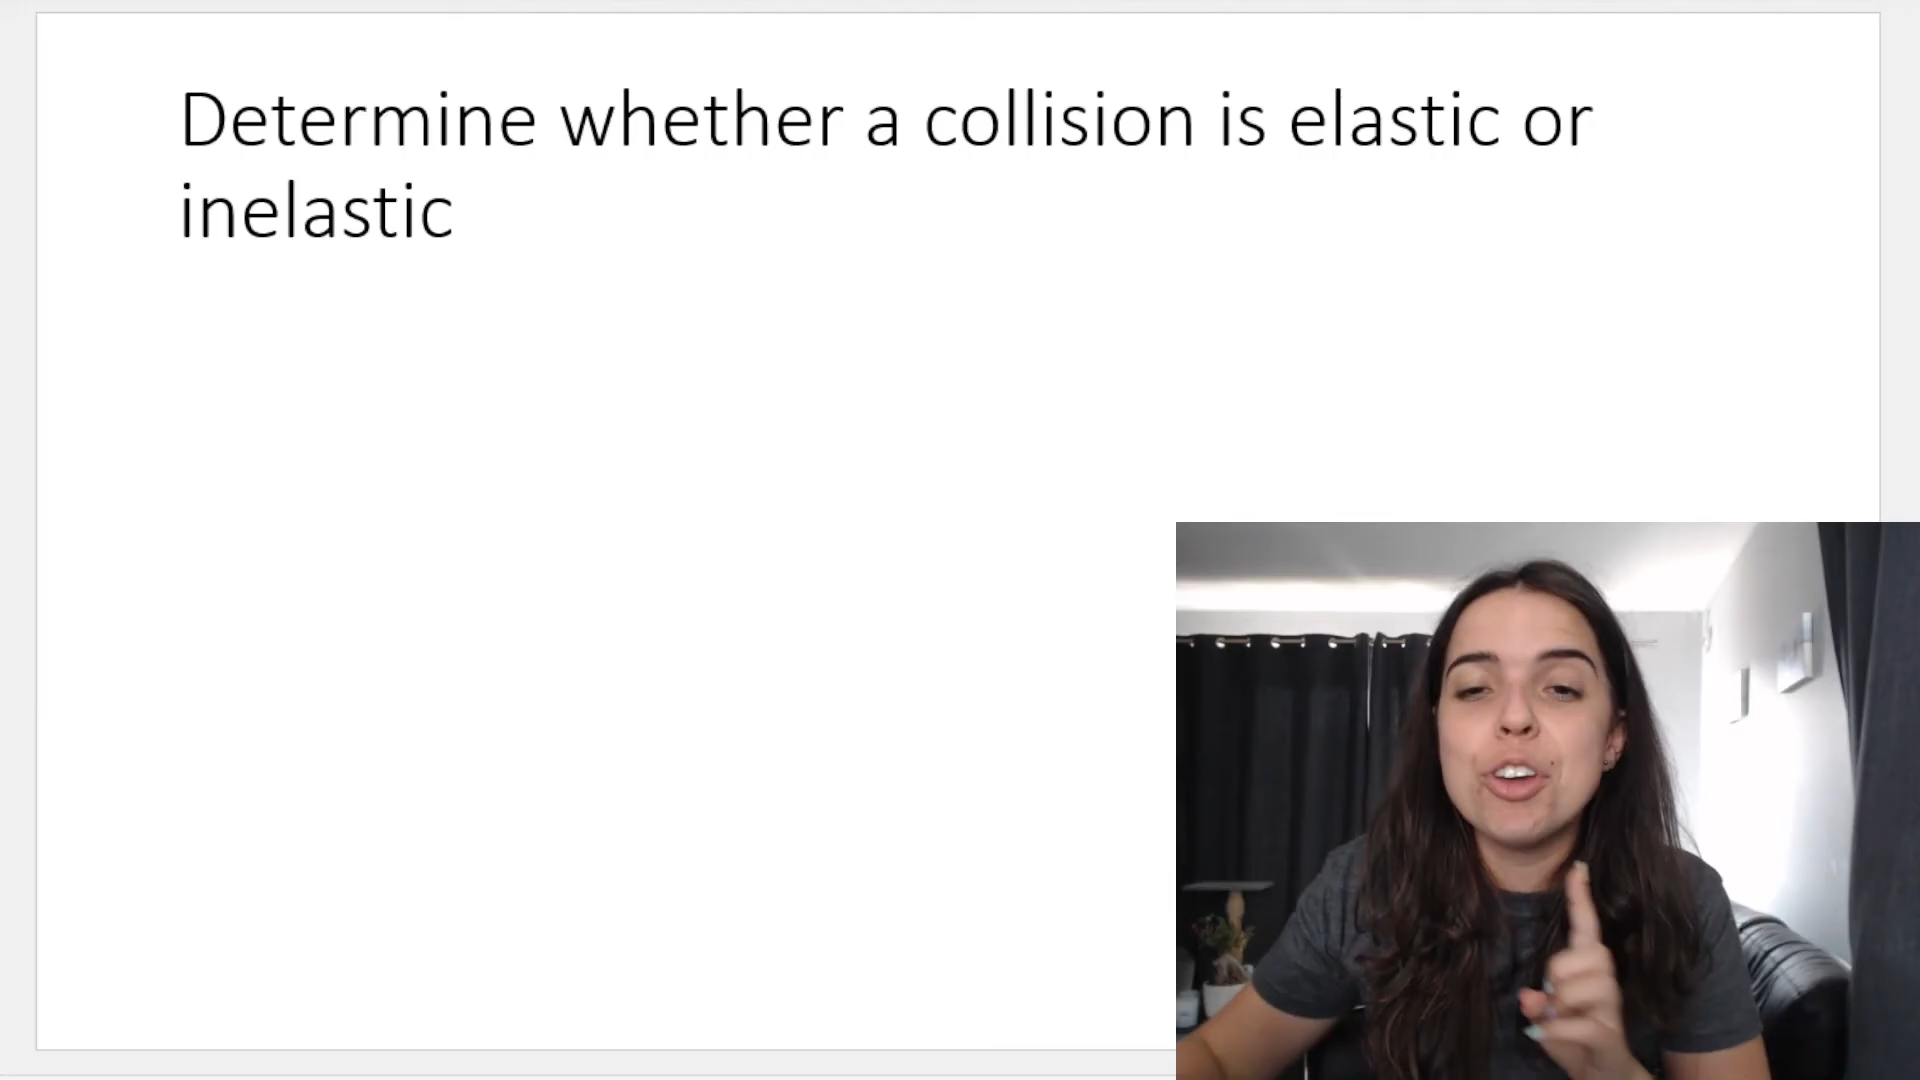 Determine whether a collision is elastic or
inelastic